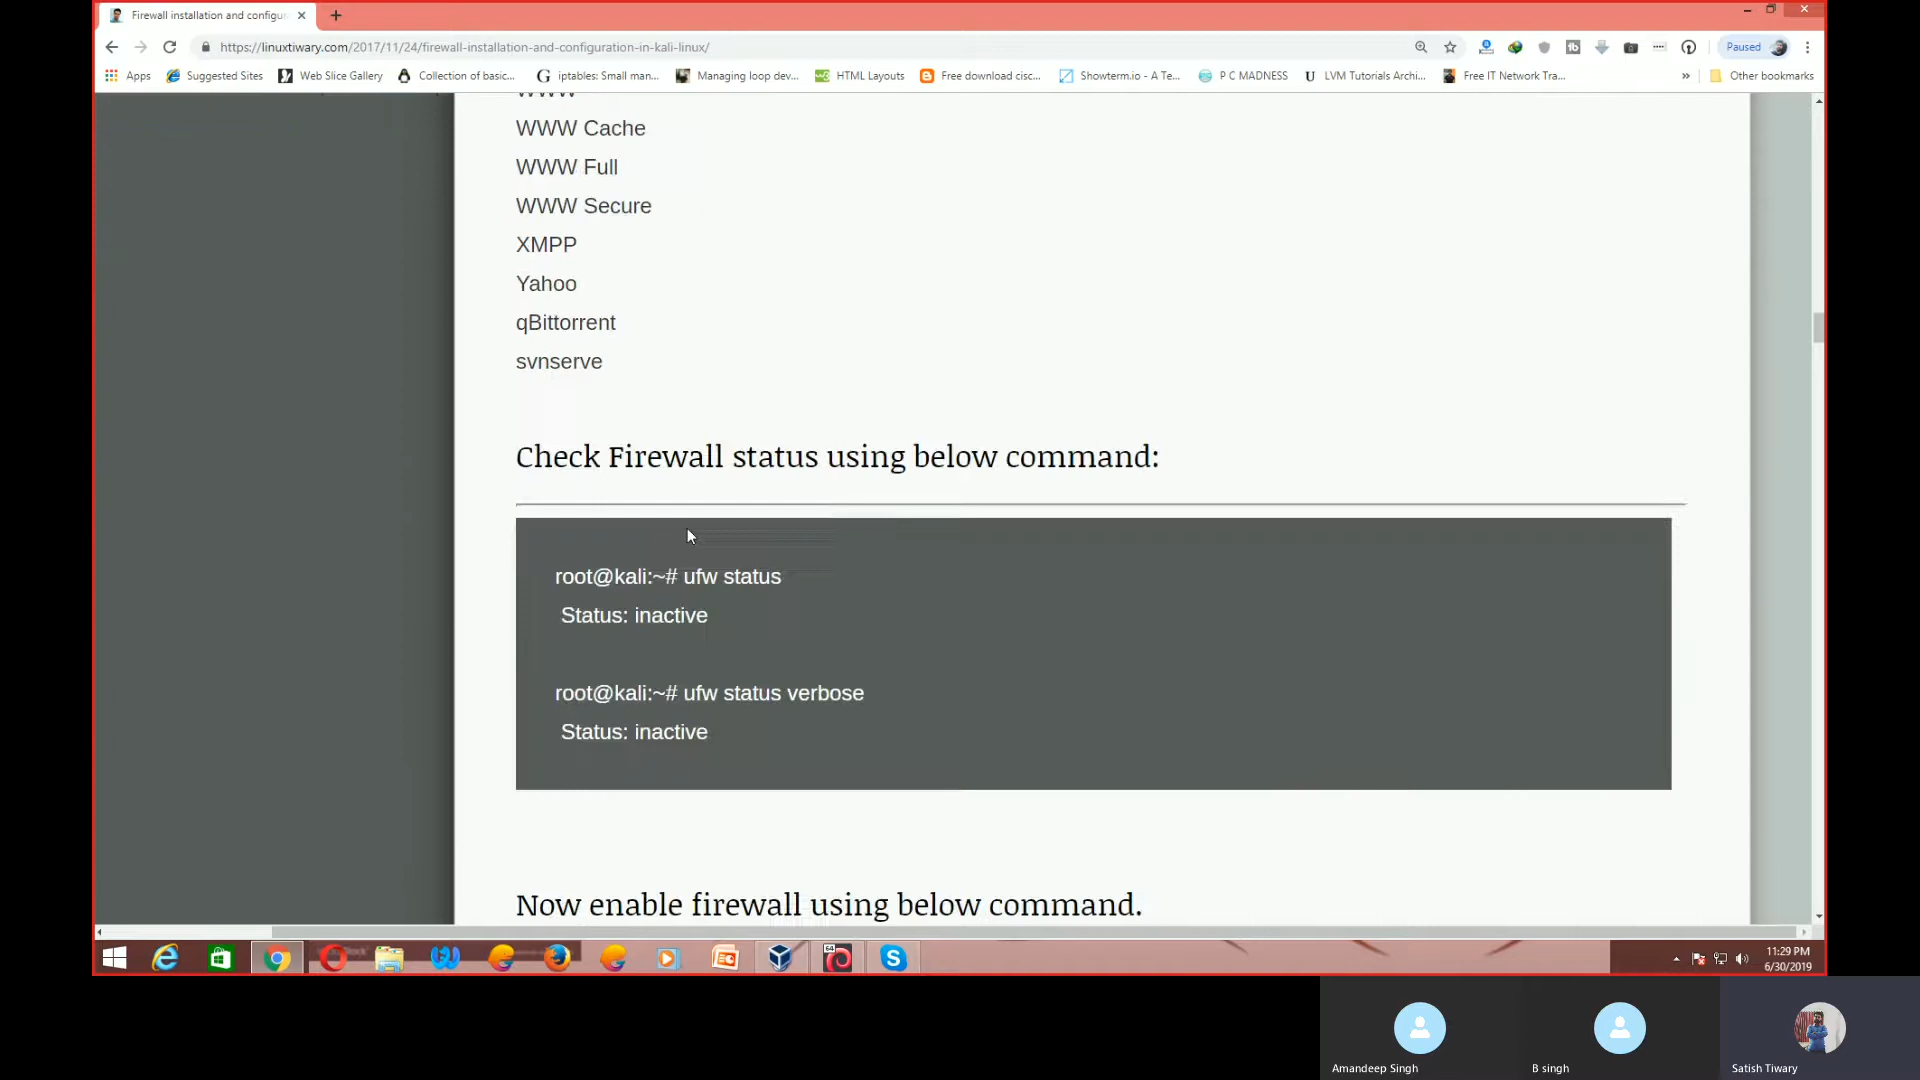 Firewall installation and configu
https://linuxtiwary.com/2017/11/24/firewall-installation-and-configuration-in-kali-linux/
Paused
Apps
Suggested Sites
Web Slice Gallery
Collection of basic...
iptables: Small man...
Managing loop dev...
HTML Layouts
Free download cisc...
Showterm.io - A Te...
P C MADNESS
LVM Tutorials Archi...
Free IT Network Tra...
Other bookmarks
WWW
WWW Cache
WWW Full
WWW Secure
XMPP
Yahoo
qBittorrent
svnserve
Check Firewall status using below command:
root@kali:~# ufw status
Status: inactive
root@kali:~# ufw status verbose
Status: inactive
Now enable firewall using below command.
11:29 PM
6/30/2019
Amandeep Singh
B singh
Satish Tiwary